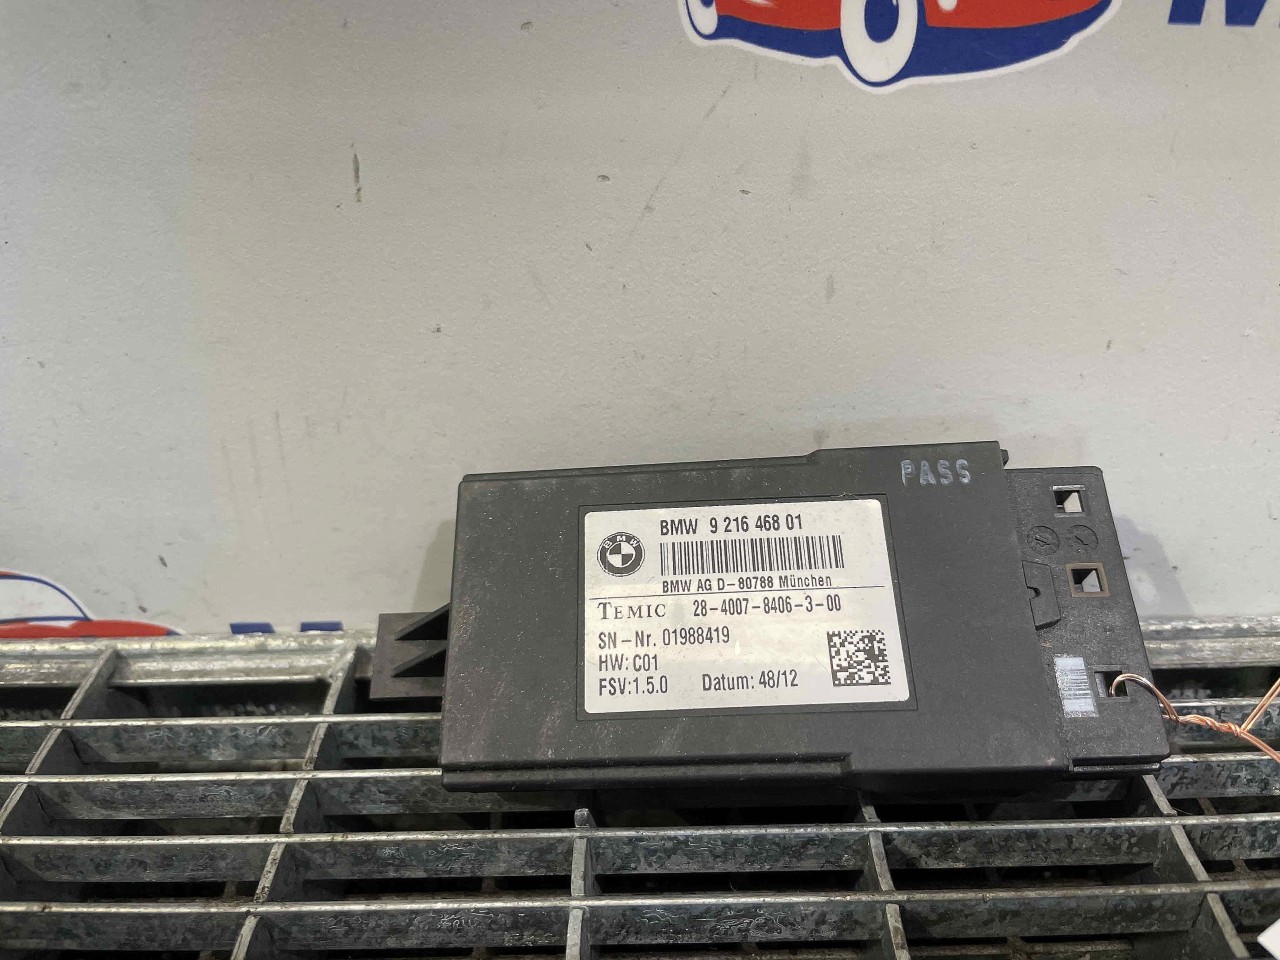 PASS
BMW 9 216 468 01
BMW
BMW AG D-80788 München
TEMIC 28-4007-8406-3-00
SN-Nr. 01988419
HW: C01
FSV:1.5.0 Datum: 48/12